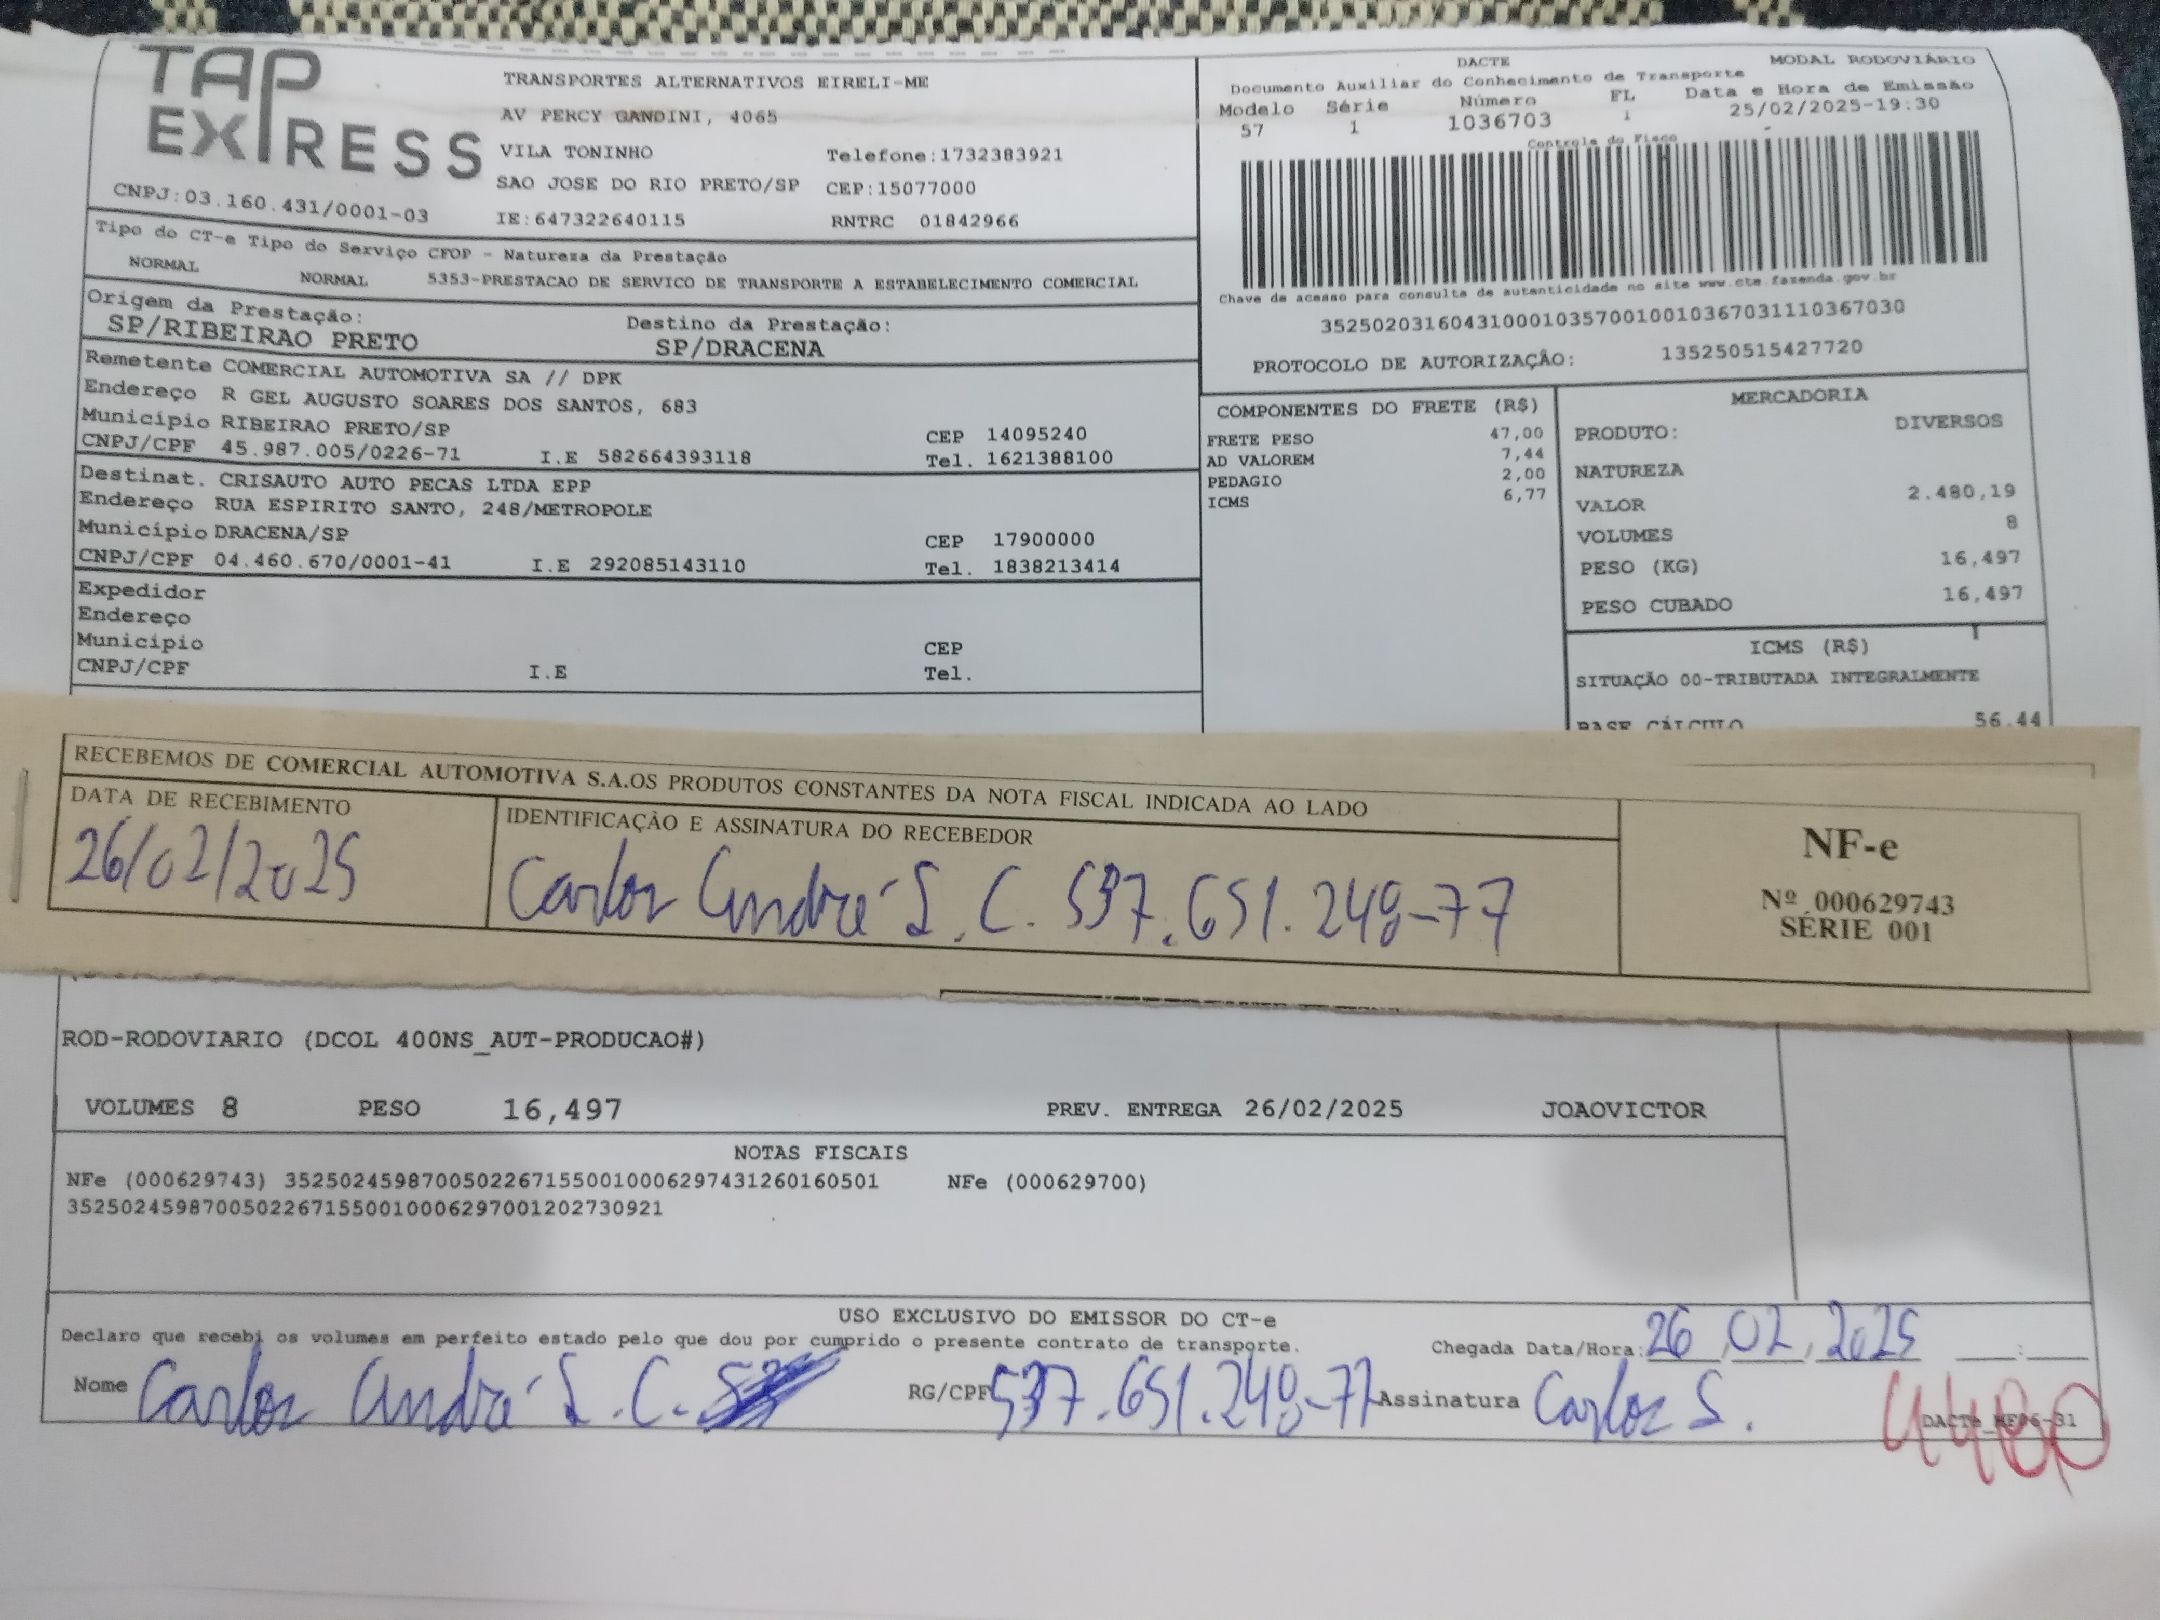 TAP EXPRESS
TRANSPORTES ALTERNATIVOS EIRELI-ME
AV PERCY GANDINI, 4065
VILA TONINHO Telefone:1732383921
SAO JOSE DO RIO PRETO/SP CEP:15077000
CNPJ:03.160.431/0001-03 IE:647322640115 RNTRC 01842966
DACTE MODAL RODOVIÁRIO
Documento Auxiliar do Conhecimento de Transporte
Modelo Série Número FL Data e Hora de Emissão
57 1 1036703 1 25/02/2025-19:30
Controle do Fisco
Chave de acesso para consulta de autenticidade no site www.cte.fazenda.gov.br
35250203160431000103570010010367031110367030
PROTOCOLO DE AUTORIZAÇÃO: 135250515427720
Tipo do CT-e Tipo do Serviço CFOP - Natureza da Prestação
NORMAL NORMAL 5353-PRESTACAO DE SERVICO DE TRANSPORTE A ESTABELECIMENTO COMERCIAL
Origem da Prestação: Destino da Prestação:
SP/RIBEIRAO PRETO SP/DRACENA
Remetente COMERCIAL AUTOMOTIVA SA // DPK
Endereço R GEL AUGUSTO SOARES DOS SANTOS, 683
Município RIBEIRAO PRETO/SP CEP 14095240
CNPJ/CPF 45.987.005/0226-71 I.E 582664393118 Tel. 1621388100
Destinat. CRISAUTO AUTO PECAS LTDA EPP
Endereço RUA ESPIRITO SANTO, 248/METROPOLE
Município DRACENA/SP CEP 17900000
CNPJ/CPF 04.460.670/0001-41 I.E 292085143110 Tel. 1838213414
Expedidor
Endereço
Município CEP
CNPJ/CPF I.E Tel.
COMPONENTES DO FRETE (R$)
FRETE PESO 47,00
AD VALOREM 7,44
PEDAGIO 2,00
ICMS 6,77
MERCADORIA
PRODUTO: DIVERSOS
NATUREZA
VALOR 2.480,19
VOLUMES 8
PESO (KG) 16,497
PESO CUBADO 16,497
ICMS (R$)
SITUAÇÃO 00-TRIBUTADA INTEGRALMENTE
BASE CÁLCULO 56,44
RECEBEMOS DE COMERCIAL AUTOMOTIVA S.A.OS PRODUTOS CONSTANTES DA NOTA FISCAL INDICADA AO LADO
DATA DE RECEBIMENTO IDENTIFICAÇÃO E ASSINATURA DO RECEBEDOR
26/02/2025 Carlos André S. C. 537.651.248-77
NF-e
Nº 000629743
SÉRIE 001
ROD-RODOVIARIO (DCOL 400NS_AUT-PRODUCAO#)
VOLUMES 8 PESO 16,497 PREV. ENTREGA 26/02/2025 JOAOVICTOR
NOTAS FISCAIS
NFe (000629743) 35250245987005022671550010006297431260160501 NFe (000629700)
35250245987005022671550010006297001202730921
USO EXCLUSIVO DO EMISSOR DO CT-e
Declaro que recebi os volumes em perfeito estado pelo que dou por cumprido o presente contrato de transporte. Chegada Data/Hora: 26,02,2025 :
Nome Carlos André S. C. RG/CPF 537.651.248-77 Assinatura Carlos S.